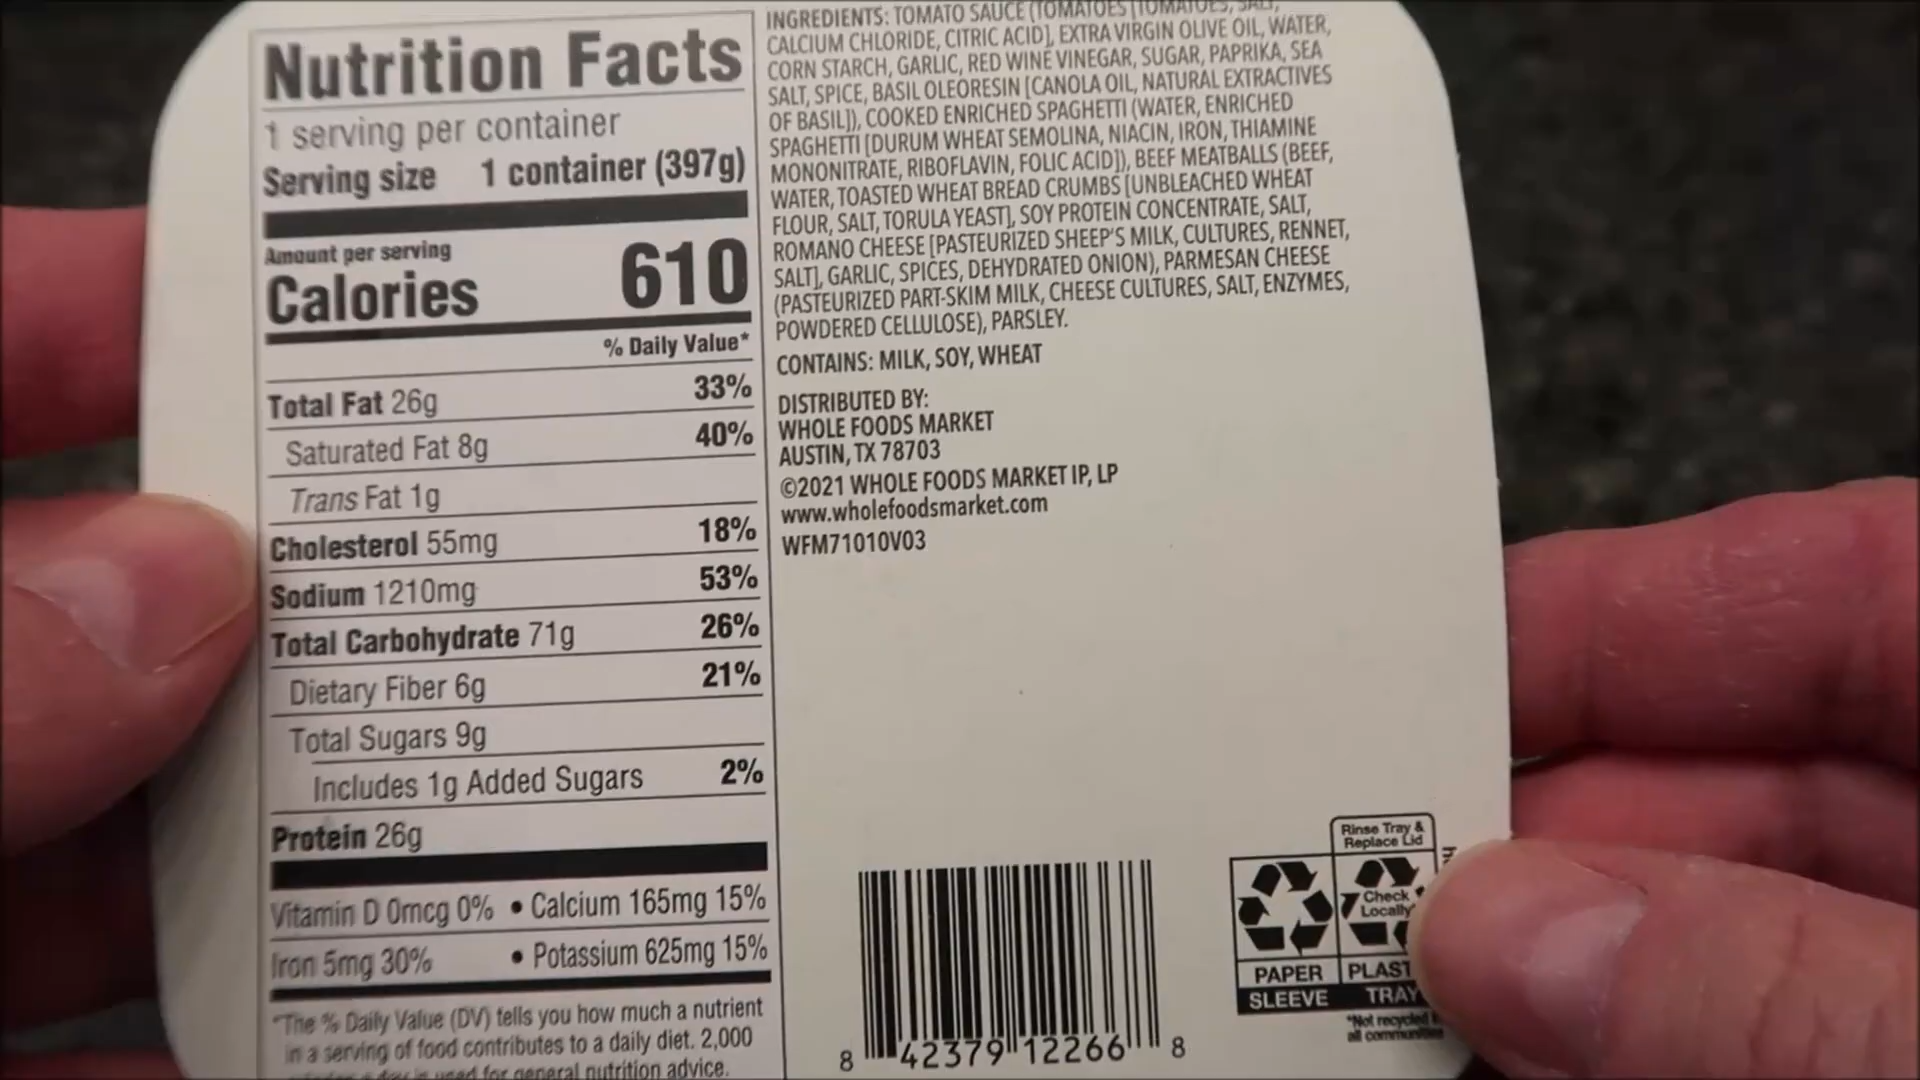 Nutrition Facts
1 serving per container
Serving size 1 container (397g)
Amount per serving
Calories 610
% Daily Value*
Total Fat 26g 33%
Saturated Fat 8g 40%
Trans Fat 1g
Cholesterol 55mg 18%
Sodium 1210mg 53%
Total Carbohydrate 71g 26%
Dietary Fiber 6g 21%
Total Sugars 9g
Includes 1g Added Sugars 2%
Protein 26g
Vitamin D 0mcg 0% • Calcium 165mg 15%
Iron 5mg 30% • Potassium 625mg 15%
*The % Daily Value (DV) tells you how much a nutrient
in a serving of food contributes to a daily diet. 2,000
used for general nutrition advice.
INGREDIENTS: TOMATO SAUCE (TOMATOES [TOMATOES, SALT,
CALCIUM CHLORIDE, CITRIC ACID], EXTRA VIRGIN OLIVE OIL, WATER,
CORN STARCH, GARLIC, RED WINE VINEGAR, SUGAR, PAPRIKA, SEA
SALT, SPICE, BASIL OLEORESIN [CANOLA OIL, NATURAL EXTRACTIVES
OF BASIL]), COOKED ENRICHED SPAGHETTI (WATER, ENRICHED
SPAGHETTI [DURUM WHEAT SEMOLINA, NIACIN, IRON, THIAMINE
MONONITRATE, RIBOFLAVIN, FOLIC ACID]), BEEF MEATBALLS (BEEF,
WATER, TOASTED WHEAT BREAD CRUMBS [UNBLEACHED WHEAT
FLOUR, SALT, TORULA YEAST], SOY PROTEIN CONCENTRATE, SALT,
ROMANO CHEESE [PASTEURIZED SHEEP'S MILK, CULTURES, RENNET,
SALT], GARLIC, SPICES, DEHYDRATED ONION), PARMESAN CHEESE
(PASTEURIZED PART-SKIM MILK, CHEESE CULTURES, SALT, ENZYMES,
POWDERED CELLULOSE), PARSLEY.
CONTAINS: MILK, SOY, WHEAT
DISTRIBUTED BY:
WHOLE FOODS MARKET
AUSTIN, TX 78703
©2021 WHOLE FOODS MARKET IP, LP
www.wholefoodsmarket.com
WFM71010V03
8 42379 12266 8
Rinse Tray &
Replace Lid
Check
Locally
PAPER
SLEEVE
PLAST
TRAY
*Not recycled
all communities